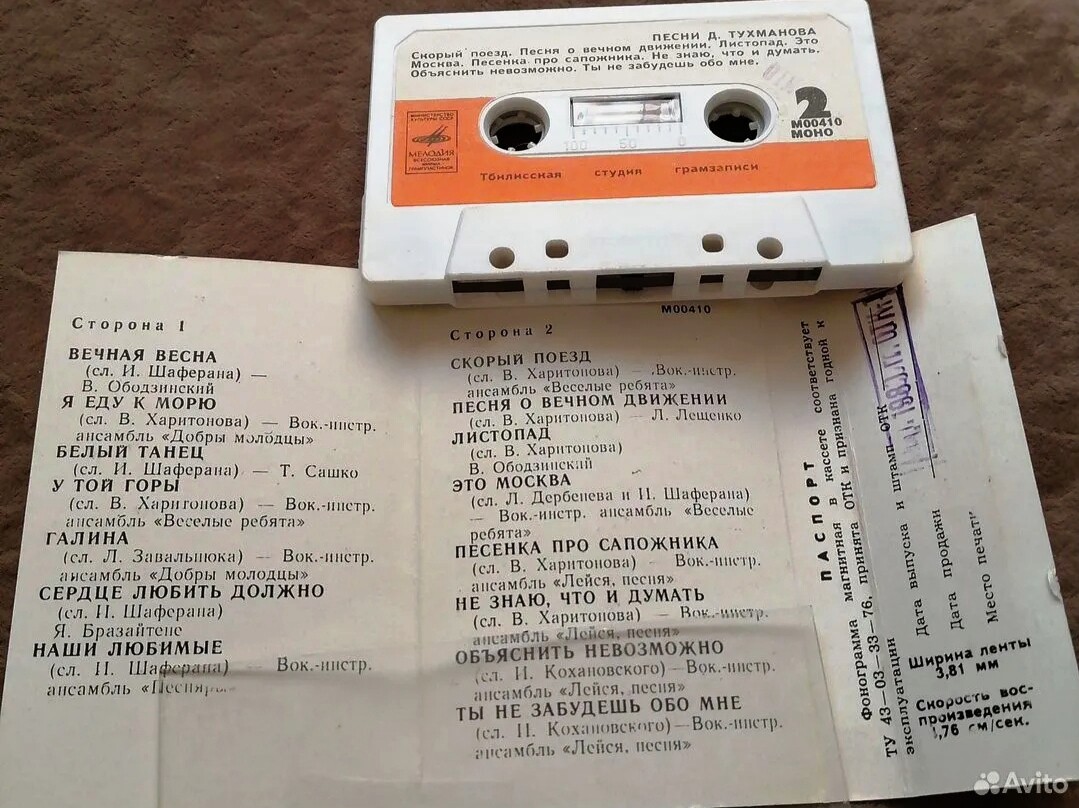 ПЕСНИ Д. ТУХМАНОВА
Скорый поезд. Песня о вечном движении. Листопад. Это
Москва. Песенка про сапожника. Не знаю, что и думать.
Объяснить невозможно. Ты не забудешь обо мне.
2
М00410
МОНО
МИНИСТЕРСТВО
КУЛЬТУРЫ СССР
МЕЛОДИЯ
ВСЕСОЮЗНАЯ
ФИРМА
ГРАМПЛАСТИНОК
100 50 0
Тбилисская студия грамзаписи
М00410
Сторона 1
ВЕЧНАЯ ВЕСНА
(сл. И. Шаферана) —
В. Ободзинский
Я ЕДУ К МОРЮ
(сл. В. Харитонова) — Вок.-инстр.
ансамбль «Добры молодцы»
БЕЛЫЙ ТАНЕЦ
(сл. И. Шаферана) — Т. Сашко
У ТОЙ ГОРЫ
(сл. В. Харитонова) — Вок.-инстр.
ансамбль «Веселые ребята»
ГАЛИНА
(сл. Л. Завальнюка) — Вок.-инстр.
ансамбль «Добры молодцы»
СЕРДЦЕ ЛЮБИТЬ ДОЛЖНО
(сл. И. Шаферана)
Я. Бразайтене
НАШИ ЛЮБИМЫЕ
(сл. И. Шаферана) — Вок.-инстр.
ансамбль «Песняры»
Сторона 2
СКОРЫЙ ПОЕЗД
(сл. В. Харитонова) — Вок.-инстр.
ансамбль «Веселые ребята»
ПЕСНЯ О ВЕЧНОМ ДВИЖЕНИИ
(сл. В. Харитонова) — Л. Лещенко
ЛИСТОПАД
(сл. В. Харитонова)
В. Ободзинский
ЭТО МОСКВА
(сл. Л. Дербенева и И. Шаферана)
— Вок.-инстр. ансамбль «Веселые
ребята»
ПЕСЕНКА ПРО САПОЖНИКА
(сл. В. Харитонова) — Вок.-инстр.
ансамбль «Лейся, песня»
НЕ ЗНАЮ, ЧТО И ДУМАТЬ
(сл. В. Харитонова) — Вок.-инстр.
ансамбль «Лейся, песня»
ОБЪЯСНИТЬ НЕВОЗМОЖНО
(сл. И. Кохановского) — Вок.-инстр.
ансамбль «Лейся, песня»
ТЫ НЕ ЗАБУДЕШЬ ОБО МНЕ
(сл. И. Кохановского) — Вок.-инстр.
ансамбль «Лейся, песня»
ПАСПОРТ
Фонограмма магнитная в кассете соответствует
ТУ 43—03—33—76, принята ОТК и признана годной к
эксплуатации
Дата выпуска и штамп ОТК
Дата продажи
Место печати
Ширина ленты
3,81 мм
Скорость вос-
произведения
4,76 см/сек.
Avito